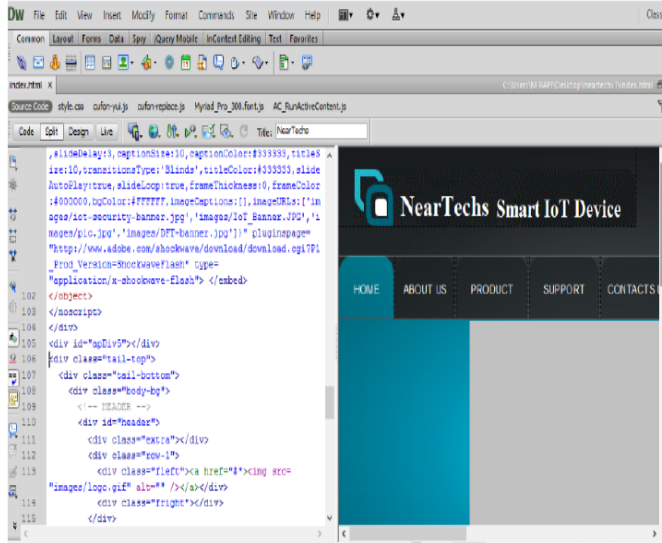 DW File Edit View Insert Modify Format Commands Site Window Help
Class
Common Layout Forms Data Spry jQuery Mobile InContext Editing Text Favorites
index.html x
Source Code style.css cufon-yui.js cufon-replace.js Myriad_Pro_300.font.js AC_RunActiveContent.js
Code Split Design Live Title: NearTechs
,slideDelay:3,captionSize:10,captionColor:#333333,titleS
ize:10,transitionsType:'Blinds',titleColor:#333333,slide
AutoPlay:true,slideLoop:true,frameThickness:0,frameColor
:#000000,bgColor:#FFFFFF,imageCaptions:[],imageURLs:['im
ages/iot-security-banner.jpg','images/IoT_Banner.JPG','i
mages/pic.jpg','images/DFT-banner.jpg']}" pluginspage=
"http://www.adobe.com/shockwave/download/download.cgi?P1
_Prod_Version=ShockwaveFlash" type=
"application/x-shockwave-flash"> </embed>
102 </object>
103 </noscript>
104 </div>
105 <div id="apDiv5"></div>
106 <div class="tail-top">
107 <div class="tail-bottom">
108 <div class="body-bg">
109 <!-- HEADER -->
110 <div id="header">
111 <div class="extra"></div>
112 <div class="row-1">
113 <div class="fleft"><a href="#"><img src=
"images/logo.gif" alt="" /></a></div>
114 <div class="fright"></div>
115 </div>
NearTechs Smart IoT Device
HOME ABOUT US PRODUCT SUPPORT CONTACTS U